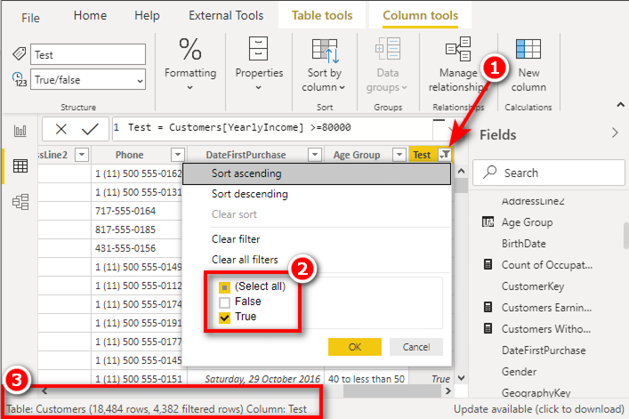 File
Home
Help
External Tools
Table tools
Column tools
Test
True/false
Structure
Formatting
Properties
Sort by
column
Sort
Data
groups
Groups
Manage
relationships
Relationships
New
column
Calculations
1
1 Test = Customers[YearlyIncome] >=80000
Fields
ssLine2
Phone
DateFirstPurchase
Age Group
Test
Search
1 (11) 500 555-0162
1 (11) 500 555-0131
717-555-0164
817-555-0185
431-555-0156
1 (11) 500 555-0149
1 (11) 500 555-0112
1 (11) 500 555-0174
1 (11) 500 555-0191
1 (11) 500 555-0177
1 (11) 500 555-0145
1 (11) 500 555-0151
Saturday, 29 October 2016
40 to less than 50
True
Sort ascending
Sort descending
Clear sort
Clear filter
Clear all filters
2
(Select all)
False
True
OK
Cancel
AddressLine2
Age Group
BirthDate
Count of Occupat...
CustomerKey
Customers Earnin...
Customers Witho...
DateFirstPurchase
Gender
GeographyKey
3
Table: Customers (18,484 rows, 4,382 filtered rows) Column: Test
Update available (click to download)